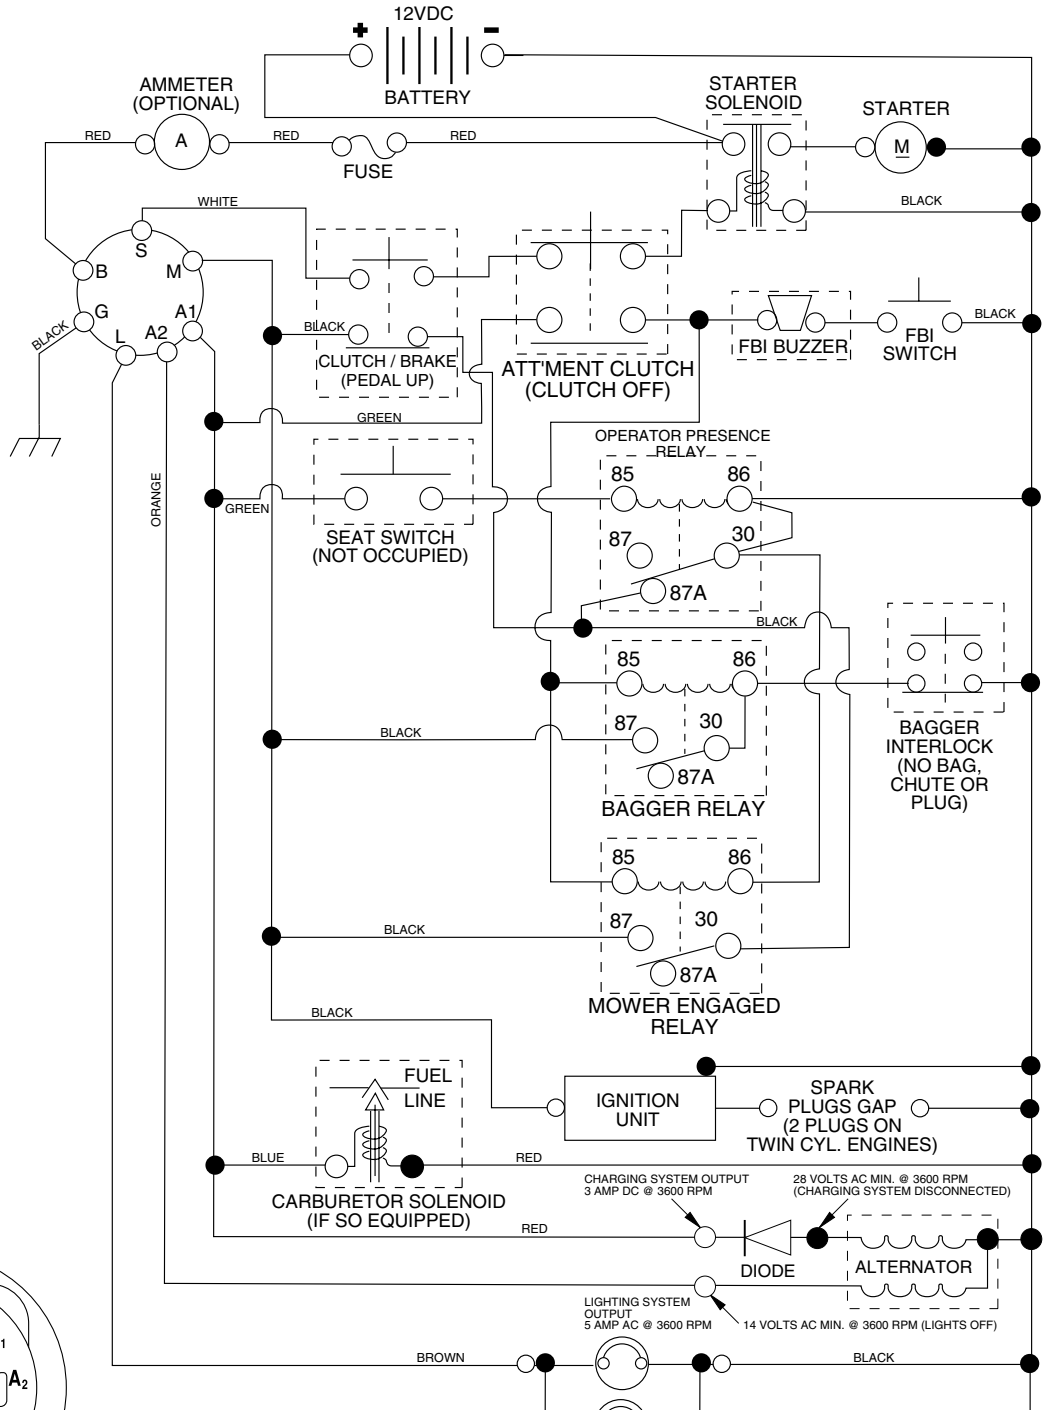 12VDC
+
-
BATTERY
AMMETER
(OPTIONAL)
STARTER
SOLENOID
STARTER
RED
A
RED
FUSE
RED
M
WHITE
BLACK
S
B
M
G
A1
L
A2
BLACK
BLACK
CLUTCH / BRAKE
(PEDAL UP)
ATT'MENT CLUTCH
(CLUTCH OFF)
FBI BUZZER
FBI
SWITCH
BLACK
GREEN
OPERATOR PRESENCE
RELAY
85
86
ORANGE
GREEN
SEAT SWITCH
(NOT OCCUPIED)
87
30
87A
BLACK
85
86
BLACK
87
30
87A
BAGGER RELAY
BAGGER
INTERLOCK
(NO BAG,
CHUTE OR
PLUG)
85
86
BLACK
87
30
87A
MOWER ENGAGED
RELAY
BLACK
FUEL
LINE
IGNITION
UNIT
SPARK
PLUGS GAP
(2 PLUGS ON
TWIN CYL. ENGINES)
BLUE
RED
CARBURETOR SOLENOID
(IF SO EQUIPPED)
CHARGING SYSTEM OUTPUT
3 AMP DC @ 3600 RPM
28 VOLTS AC MIN. @ 3600 RPM
(CHARGING SYSTEM DISCONNECTED)
RED
DIODE
ALTERNATOR
LIGHTING SYSTEM
OUTPUT
5 AMP AC @ 3600 RPM
14 VOLTS AC MIN. @ 3600 RPM (LIGHTS OFF)
BROWN
BLACK
1
A2